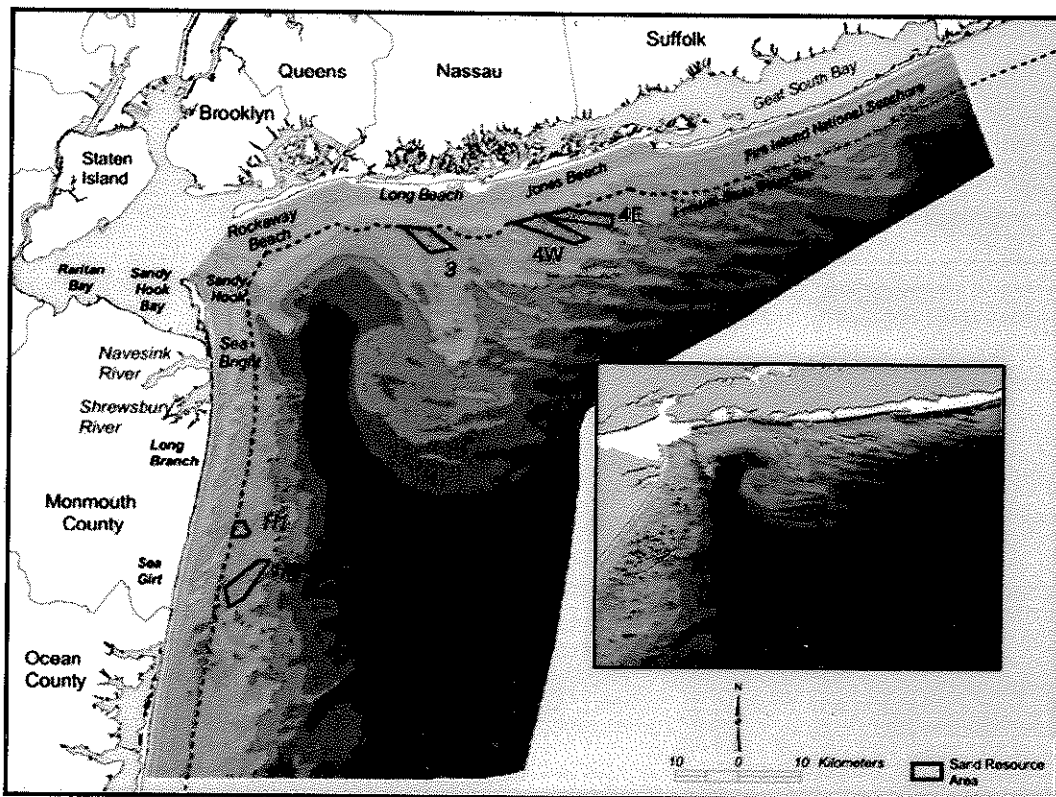 Suffolk
Queens
Nassau
Great South Bay
Brooklyn
Fire Island National Seashore
Staten
Island
Jones Beach
Long Beach
4E
Rockaway
Beach
4W
3
Raritan
Bay
Sandy
Hook
Bay
Sandy
Hook
Sea
Bright
Navesink
River
Shrewsbury
River
Long
Branch
Monmouth
County
Sea
Girt
Ocean
County
N
10 0 10 Kilometers
Sand Resource
Area